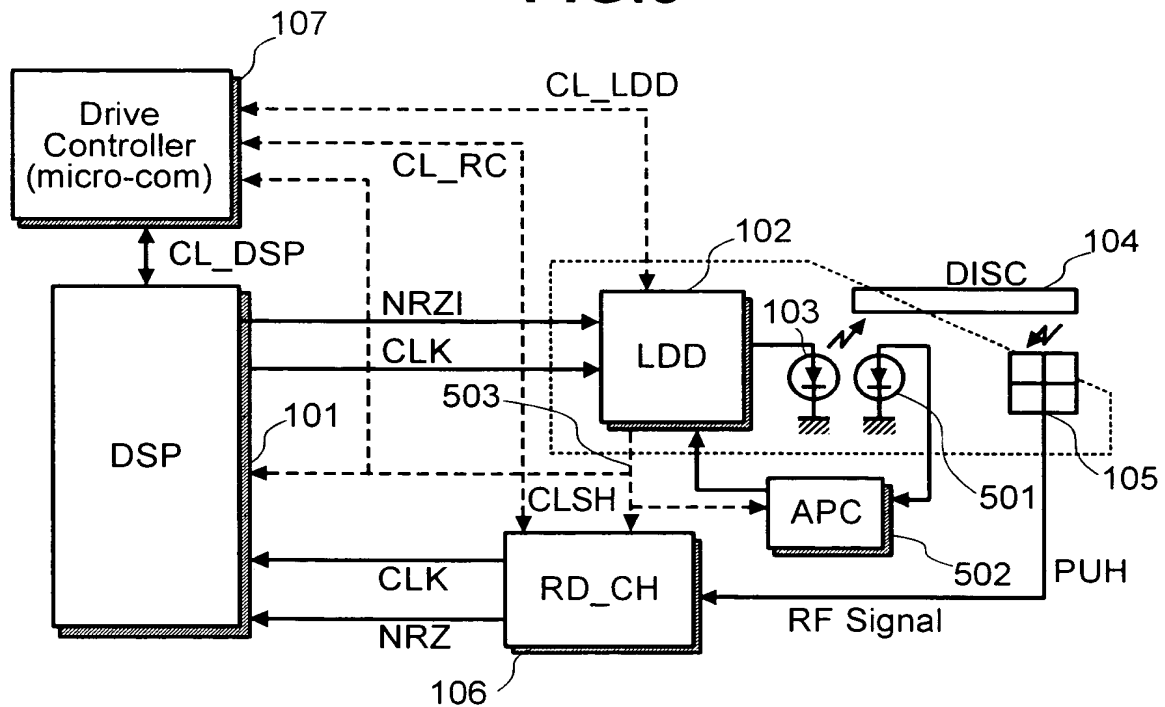 107
Drive
Controller
(micro-com)
CL_LDD
CL_RC
CL_DSP
102
104
DISC
NRZI
103
CLK
LDD
503
DSP
101
CLSH
APC
501
105
502
PUH
CLK
RD_CH
RF Signal
NRZ
106